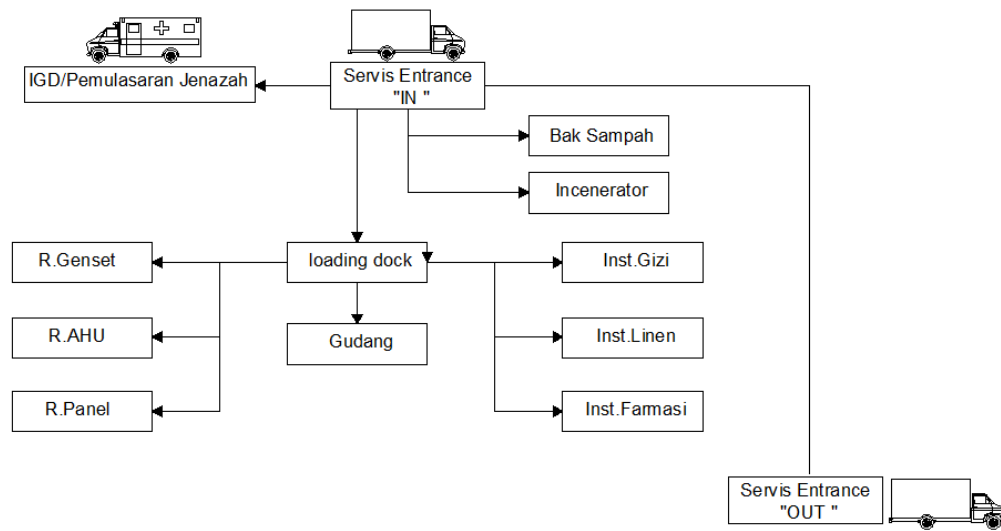 IGD/Pemulasaran Jenazah
Servis Entrance
"IN "
Bak Sampah
Incenerator
R.Genset
loading dock
Inst.Gizi
R.AHU
Gudang
Inst.Linen
R.Panel
Inst.Farmasi
Servis Entrance
"OUT "